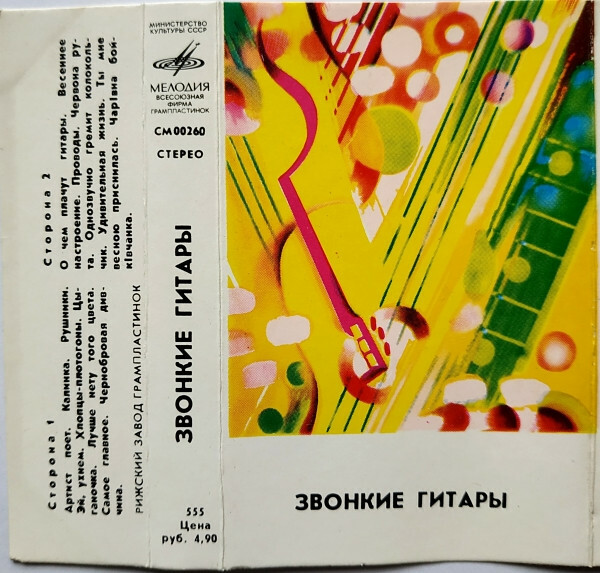 Сторона 1
Артист поет. Калинка. Рушники.
Эй, ухнем. Хлопцы-плотогоны. Цы-
ганочка. Лучше нету того цвета.
Самое главное. Чернобровая див-
чина.
Сторона 2
О чем плачут гитары. Весеннее
настроение. Проводы. Червона ру-
та. Однозвучно гремит колоколь-
чик. Удивительная жизнь. Ты мне
весною приснилась. Чарiвна бой-
кiвчанка.
РИЖСКИЙ ЗАВОД ГРАМПЛАСТИНОК
МИНИСТЕРСТВО
КУЛЬТУРЫ СССР
МЕЛОДИЯ
ВСЕСОЮЗНАЯ
ФИРМА
ГРАМПЛАСТИНОК
СМ 00260
СТЕРЕО
ЗВОНКИЕ ГИТАРЫ
555
Цена
руб. 4,90
ЗВОНКИЕ ГИТАРЫ